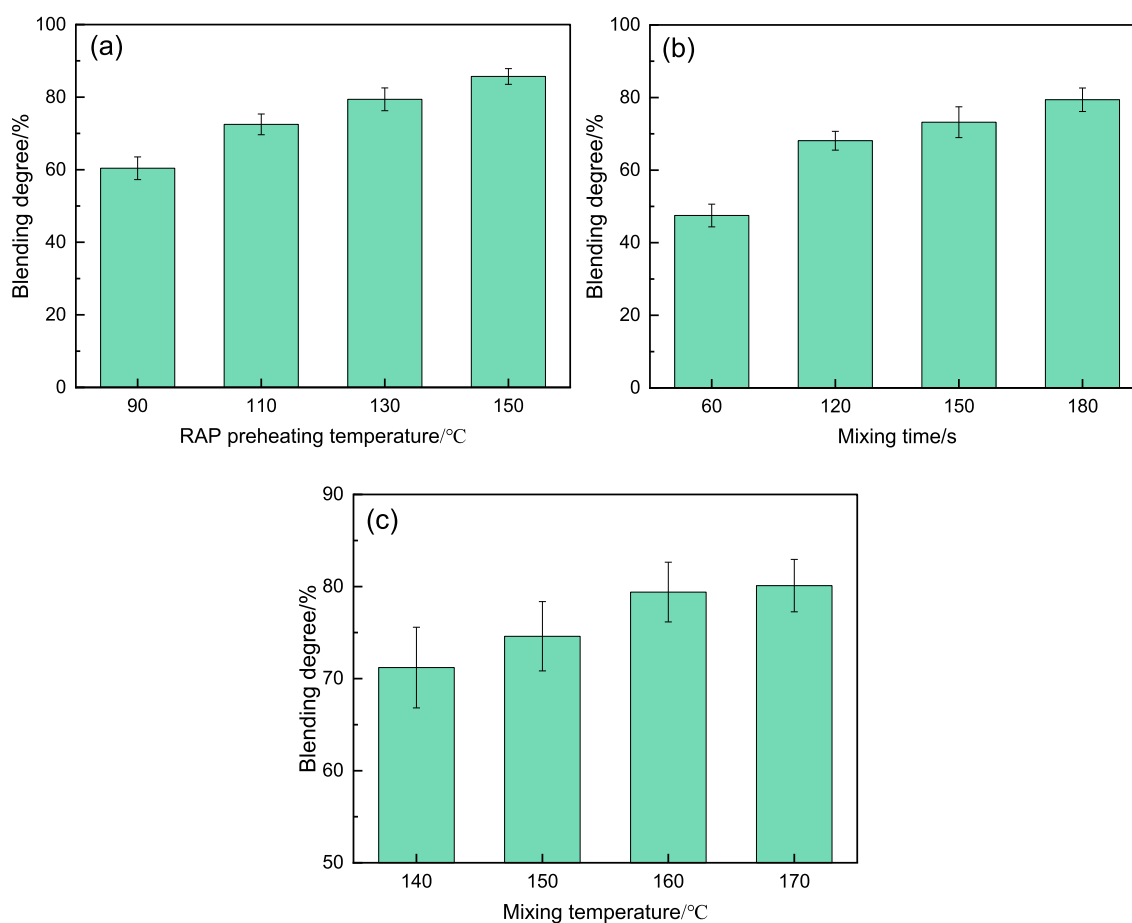 (a)
100
80
60
40
20
0
Blending degree/%
90 110 130 150
RAP preheating temperature/℃
(b)
100
80
60
40
20
0
Blending degree/%
60 120 150 180
Mixing time/s
(c)
90
80
70
60
50
Blending degree/%
140 150 160 170
Mixing temperature/℃